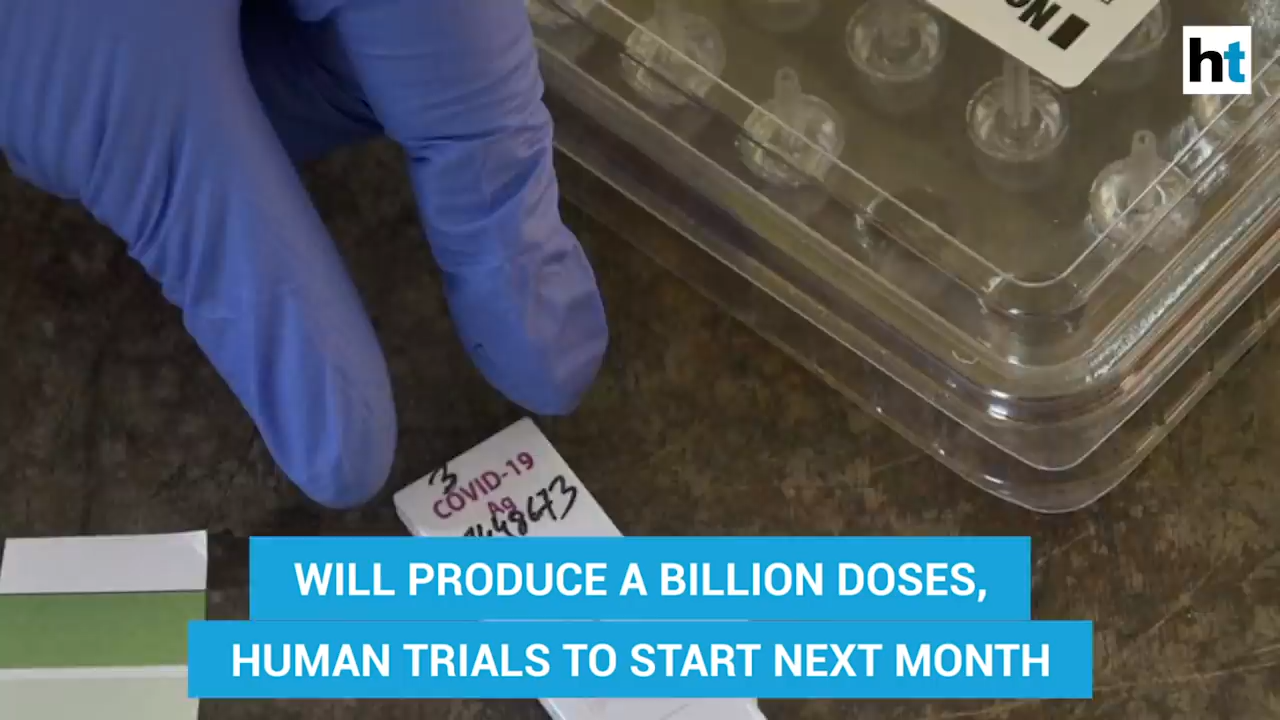 ht
3
COVID-19
Ag
WILL PRODUCE A BILLION DOSES,
HUMAN TRIALS TO START NEXT MONTH